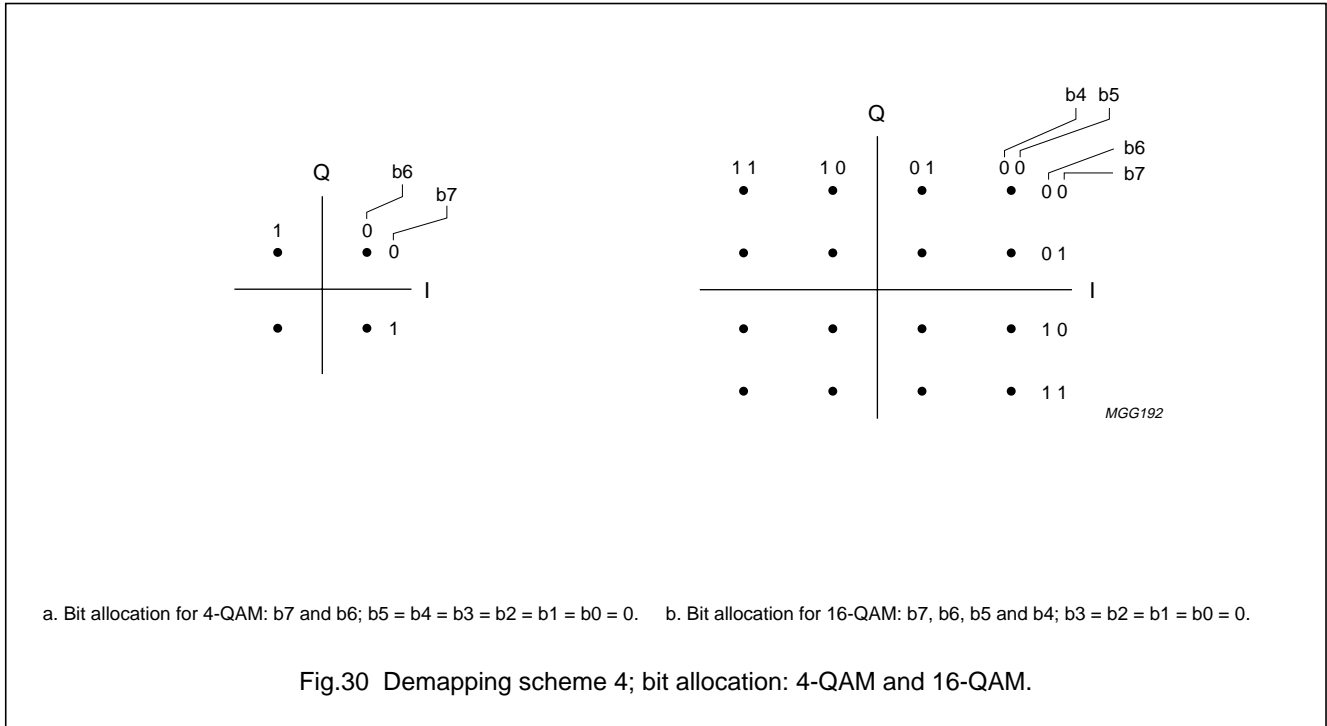 Q
b6
b7
1
0
0
I
1
b4 b5
Q
b6
b7
1 1
1 0
0 1
0 0
0 0
0 1
I
1 0
1 1
MGG192
a. Bit allocation for 4-QAM: b7 and b6; b5 = b4 = b3 = b2 = b1 = b0 = 0.
b. Bit allocation for 16-QAM: b7, b6, b5 and b4; b3 = b2 = b1 = b0 = 0.
Fig.30 Demapping scheme 4; bit allocation: 4-QAM and 16-QAM.